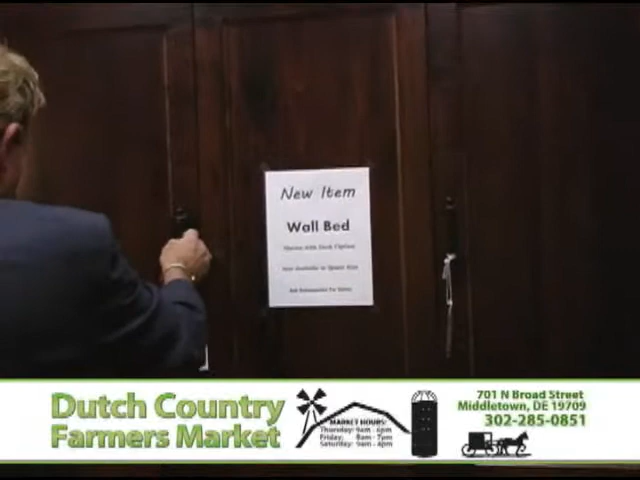 New Item
Wall Bed
Dutch Country
Farmers Market
MARKET HOURS:
Thursday: 9am - 6pm
Friday: 8am - 7pm
Saturday: 9am - 4pm
701 N Broad Street
Middletown, DE 19709
302-285-0851